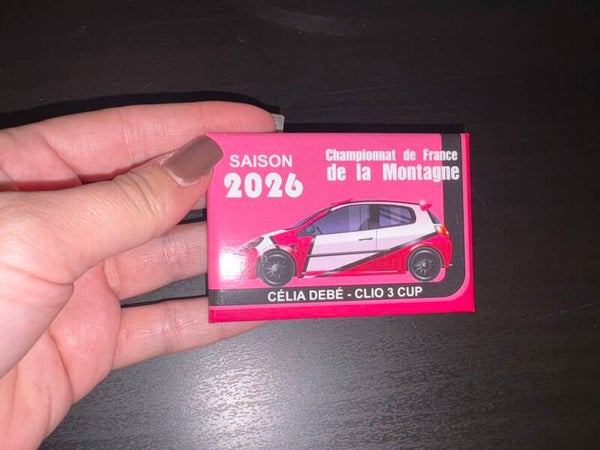 SAISON
2026
Championnat de France
de la Montagne
CÉLIA DEBÉ - CLIO 3 CUP